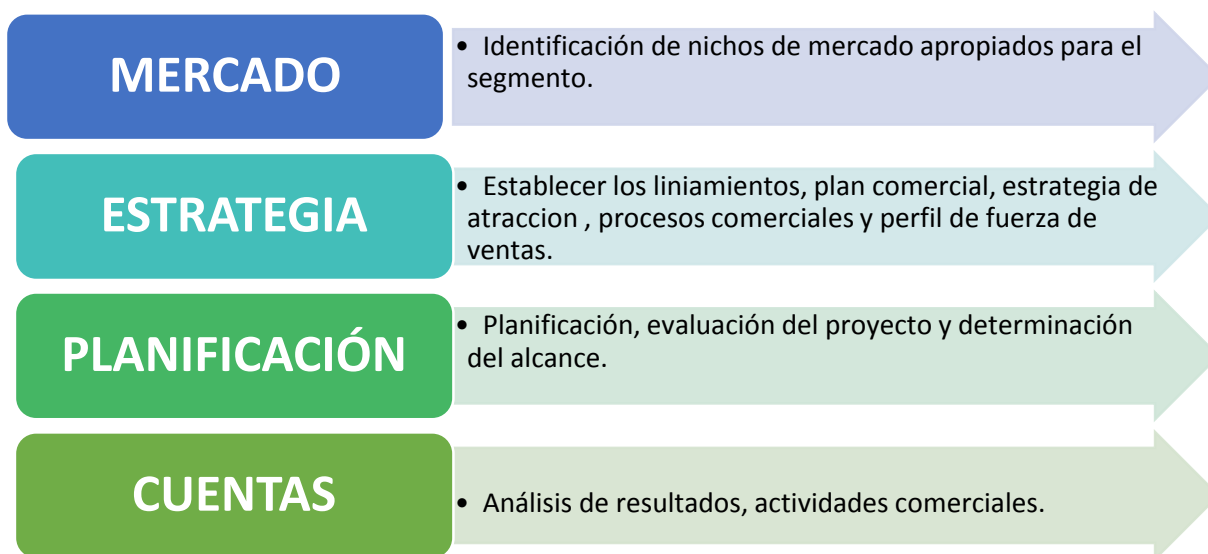 MERCADO
• Identificación de nichos de mercado apropiados para el
segmento.
ESTRATEGIA
• Establecer los liniamientos, plan comercial, estrategia de
atraccion , procesos comerciales y perfil de fuerza de
ventas.
PLANIFICACIÓN
• Planificación, evaluación del proyecto y determinación
del alcance.
CUENTAS
• Análisis de resultados, actividades comerciales.